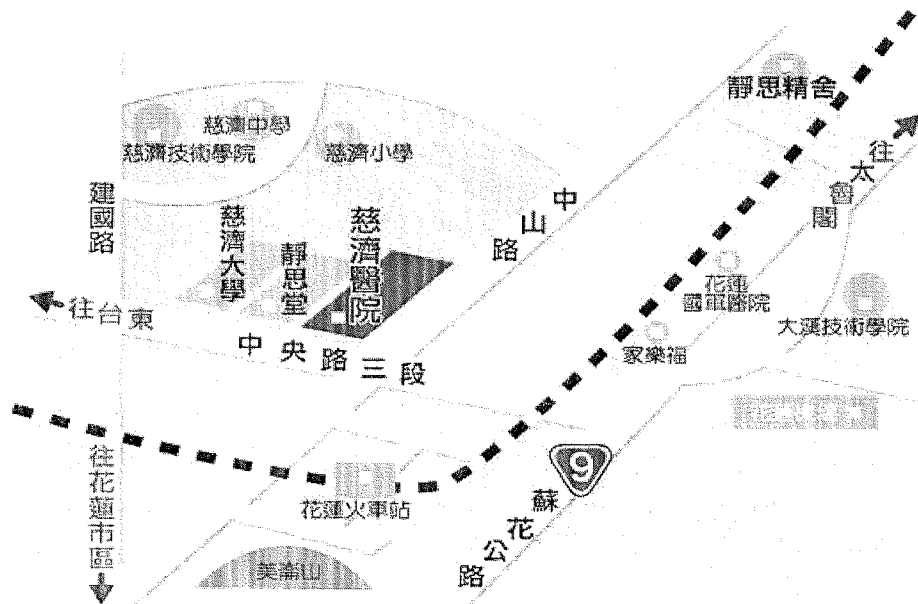 靜思精舍
往太魯閣
慈濟技術學院
慈濟中學
慈濟小學
建國路
慈濟大學
靜思堂
慈濟醫院
中山路
花蓮
國軍醫院
大漢技術學院
往台東
中央路三段
家樂福
往花蓮市區
花蓮火車站
9
蘇花公路
美崙山